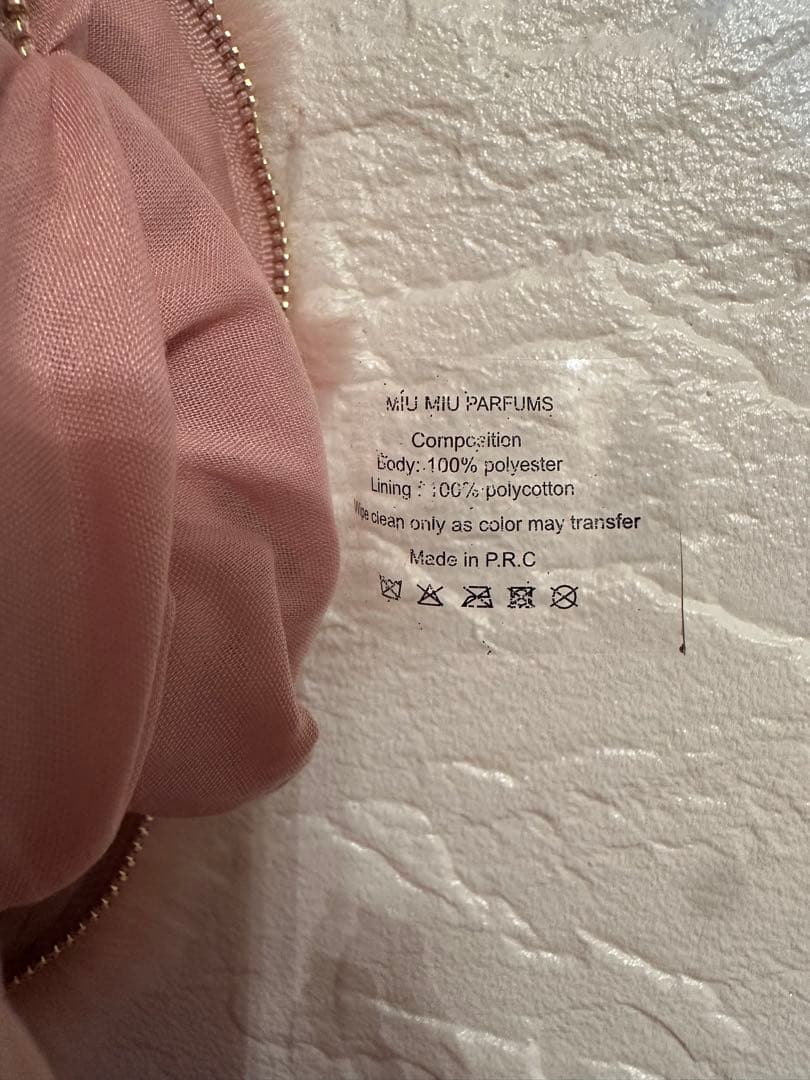 MIU MIU PARFUMS
Composition
Body: 100% polyester
Lining : 100% polycotton
Wipe clean only as color may transfer
Made in P.R.C